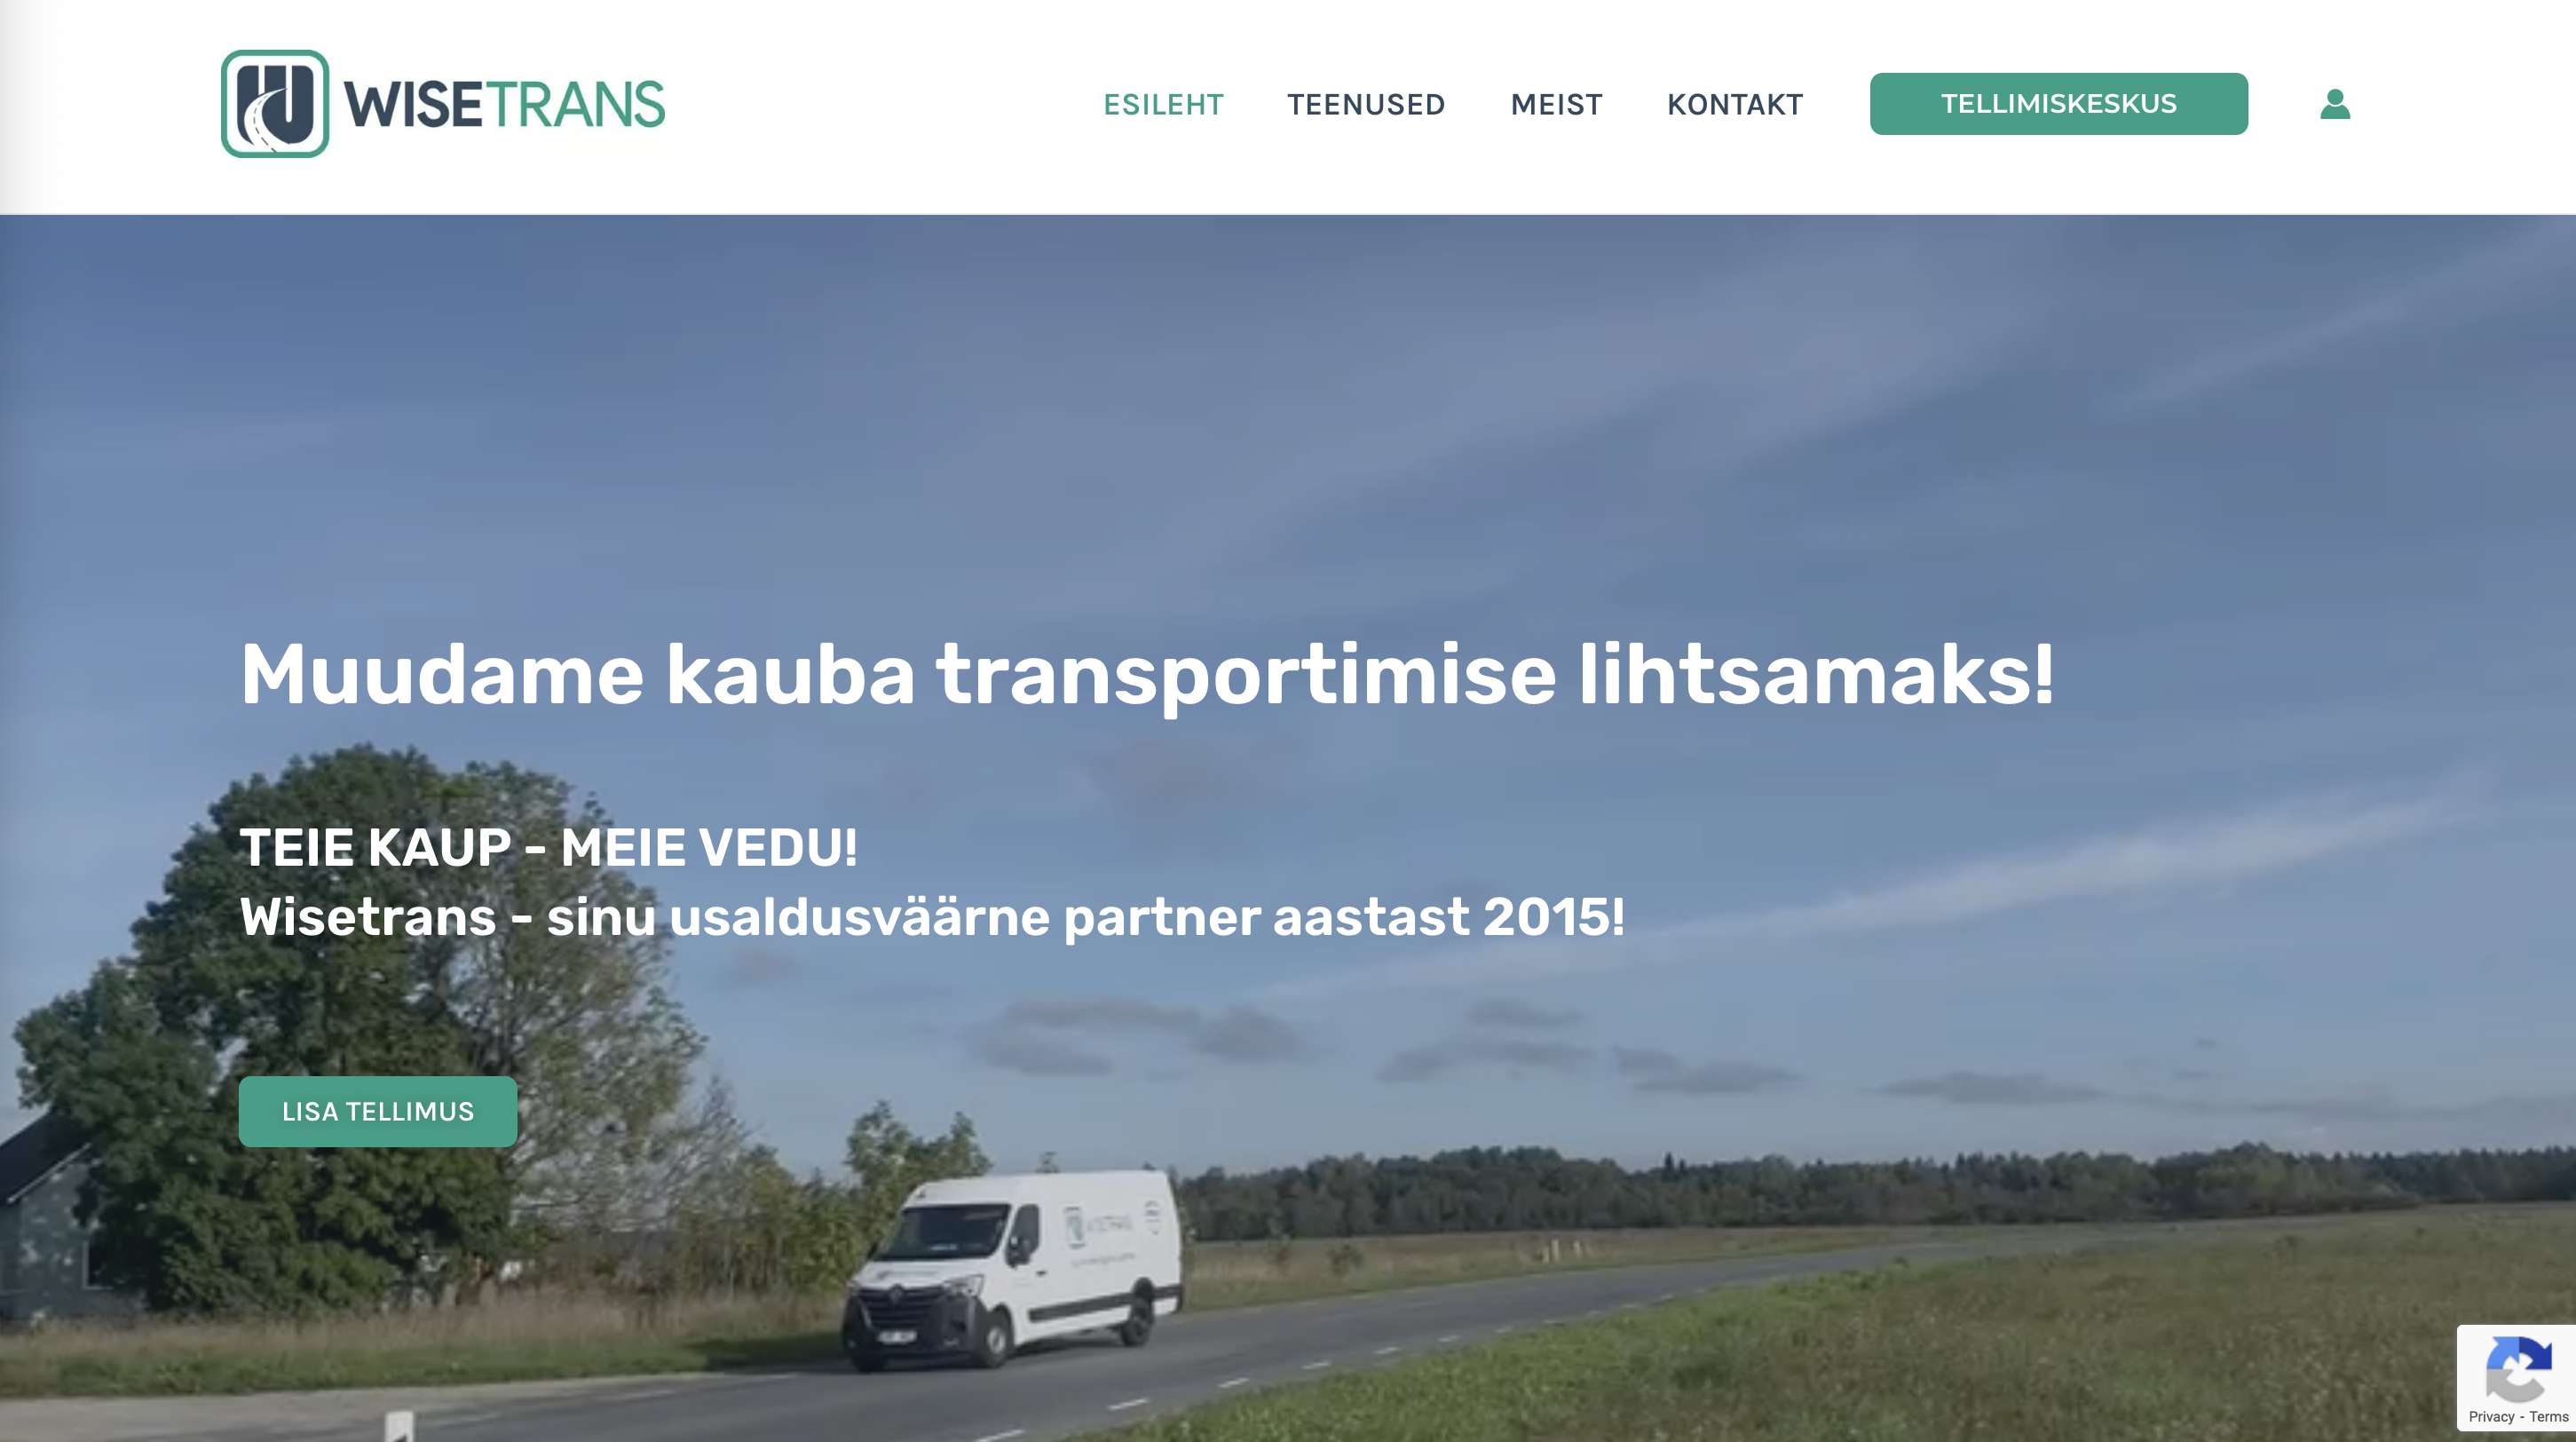 WISETRANS
ESILEHT
TEENUSED
MEIST
KONTAKT
TELLIMISKESKUS
Muudame kauba transportimise lihtsamaks!
TEIE KAUP - MEIE VEDU!
Wisetrans - sinu usaldusväärne partner aastast 2015!
LISA TELLIMUS
WISETRANS
Privacy - Terms